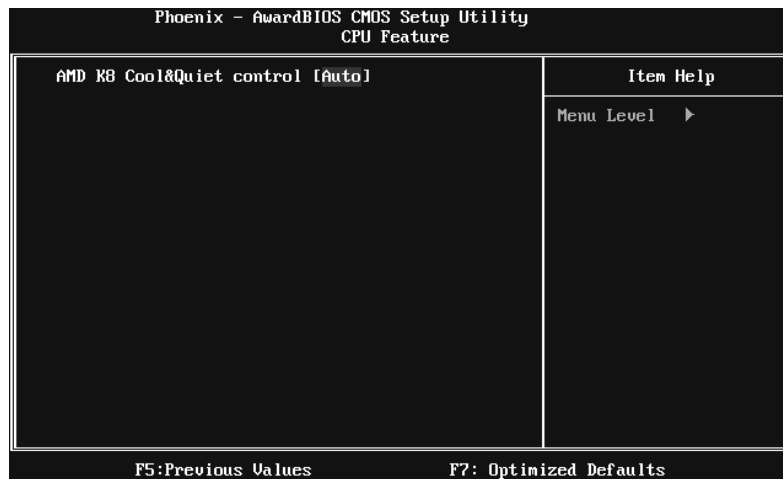 Phoenix - AwardBIOS CMOS Setup Utility
CPU Feature
AMD K8 Cool&Quiet control [Auto]
Item Help
Menu Level
F5:Previous Values F7: Optimized Defaults